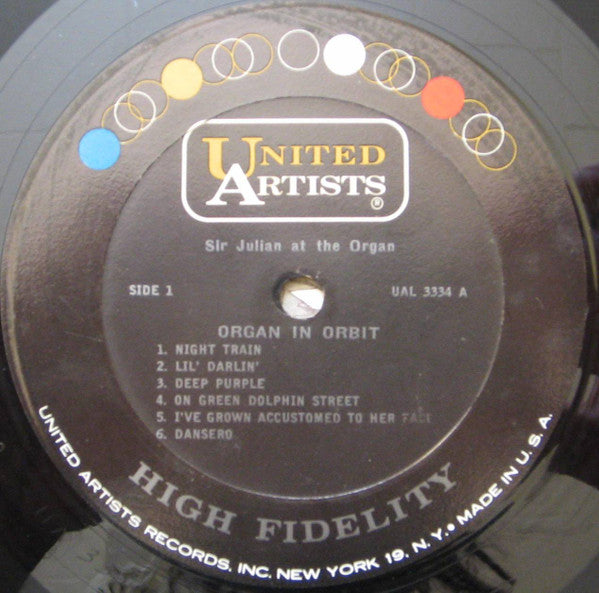 UNITED
ARTISTS
®
Sir Julian at the Organ
SIDE 1
UAL 3334 A
ORGAN IN ORBIT
1. NIGHT TRAIN
2. LIL' DARLIN'
3. DEEP PURPLE
4. ON GREEN DOLPHIN STREET
5. I'VE GROWN ACCUSTOMED TO HER FACE
6. DANSERO
HIGH FIDELITY
UNITED ARTISTS RECORDS, INC. NEW YORK 19, N.Y. • MADE IN U.S.A.